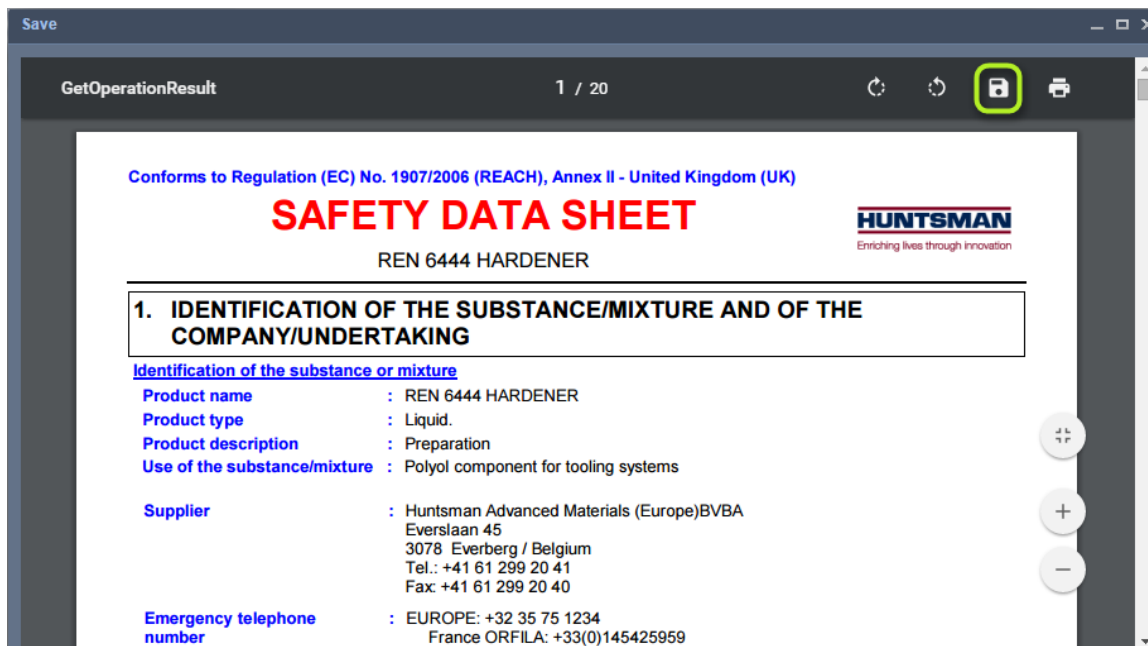 Save
GetOperationResult
1 / 20
Conforms to Regulation (EC) No. 1907/2006 (REACH), Annex II - United Kingdom (UK)
SAFETY DATA SHEET
HUNTSMAN
Enriching lives through innovation
REN 6444 HARDENER
1. IDENTIFICATION OF THE SUBSTANCE/MIXTURE AND OF THE
COMPANY/UNDERTAKING
Identification of the substance or mixture
Product name : REN 6444 HARDENER
Product type : Liquid.
Product description : Preparation
Use of the substance/mixture : Polyol component for tooling systems
Supplier : Huntsman Advanced Materials (Europe)BVBA
Everslaan 45
3078 Everberg / Belgium
Tel.: +41 61 299 20 41
Fax: +41 61 299 20 40
Emergency telephone : EUROPE: +32 35 75 1234
number France ORFILA: +33(0)145425959